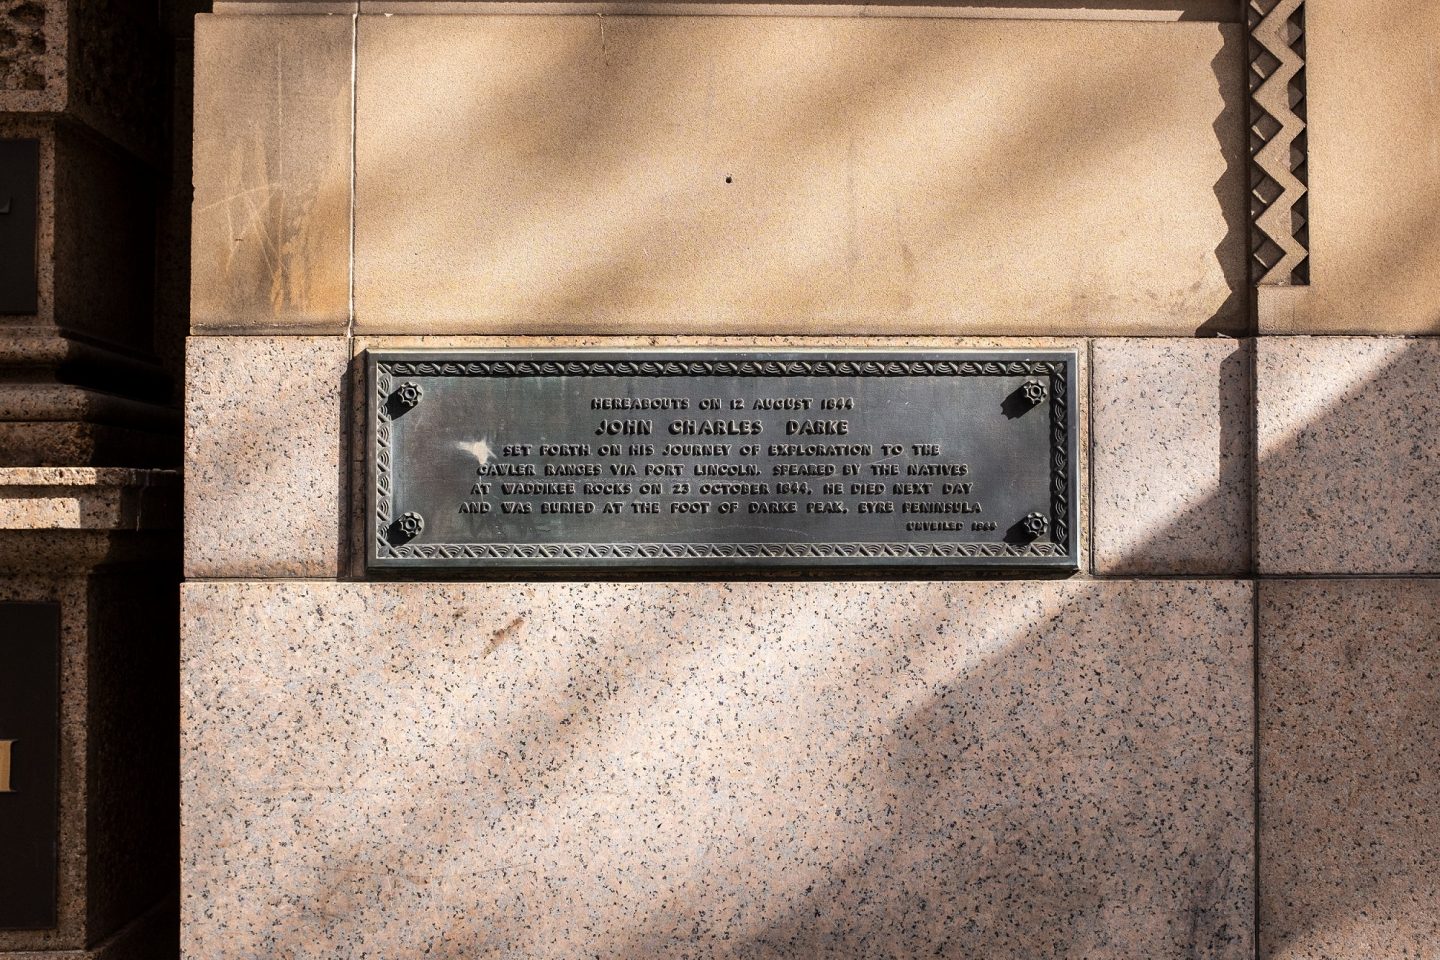 HEREABOUTS ON 12 AUGUST 1844
JOHN CHARLES DARKE
SET FORTH ON HIS JOURNEY OF EXPLORATION TO THE
GAWLER RANGES VIA PORT LINCOLN. SPEARED BY THE NATIVES
AT WADDIKEE ROCKS ON 23 OCTOBER 1844, HE DIED NEXT DAY
AND WAS BURIED AT THE FOOT OF DARKE PEAK, EYRE PENINSULA
UNVEILED